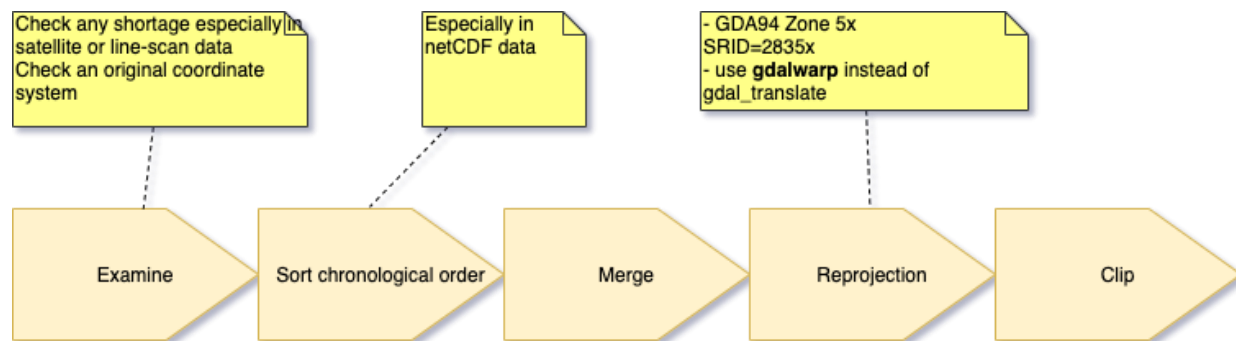 Check any shortage especially in
satellite or line-scan data
Check an original coordinate
system
Especially in
netCDF data
- GDA94 Zone 5x
SRID=2835x
- use gdalwarp instead of
gdal_translate
Examine
Sort chronological order
Merge
Reprojection
Clip